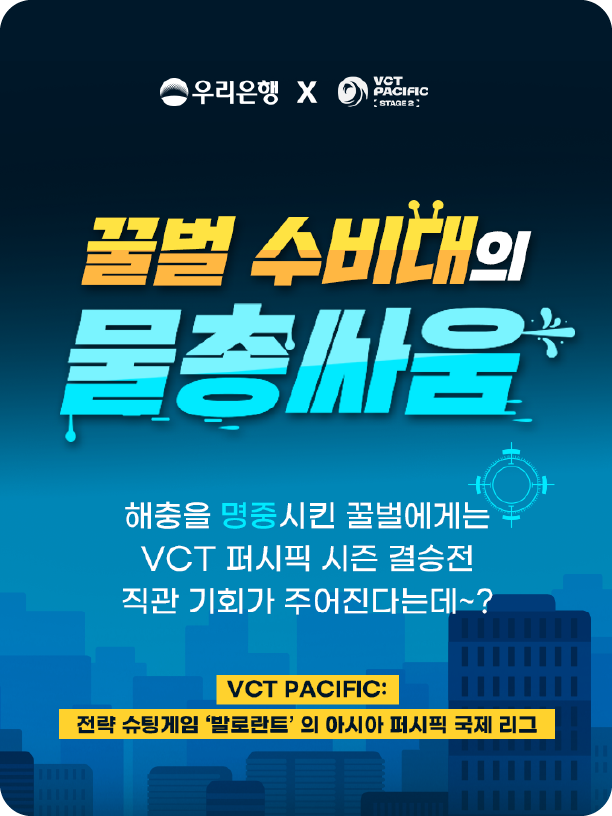 우리은행 X VCT PACIFIC STAGE 2
꿀벌 수비대의
물총싸움
해충을 명중시킨 꿀벌에게는
VCT 퍼시픽 시즌 결승전
직관 기회가 주어진다는데~?
VCT PACIFIC:
전략 슈팅게임 ‘발로란트’ 의 아시아 퍼시픽 국제 리그